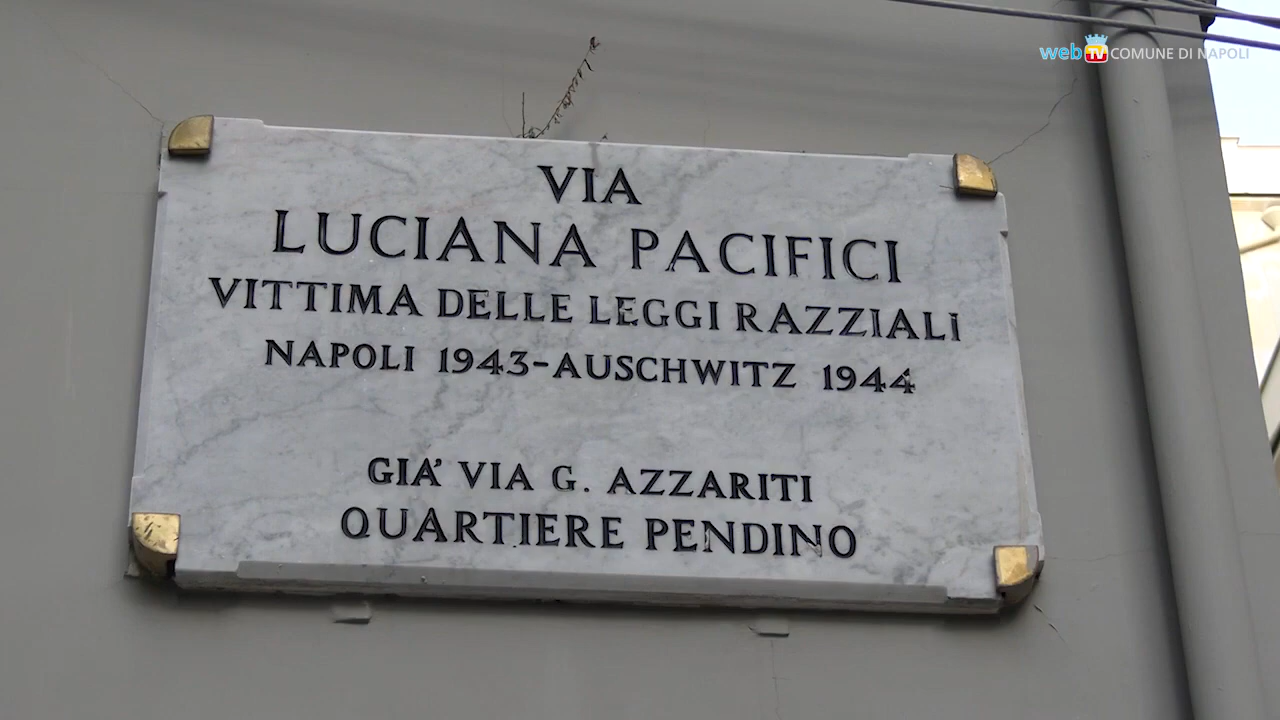 web TV COMUNE DI NAPOLI
VIA
LUCIANA PACIFICI
VITTIMA DELLE LEGGI RAZZIALI
NAPOLI 1943-AUSCHWITZ 1944
GIA' VIA G. AZZARITI
QUARTIERE PENDINO